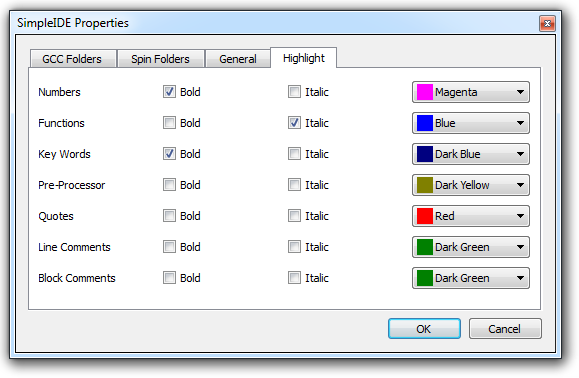 SimpleIDE Properties
GCC Folders Spin Folders General Highlight
Numbers Bold Italic Magenta
Functions Bold Italic Blue
Key Words Bold Italic Dark Blue
Pre-Processor Bold Italic Dark Yellow
Quotes Bold Italic Red
Line Comments Bold Italic Dark Green
Block Comments Bold Italic Dark Green
OK Cancel